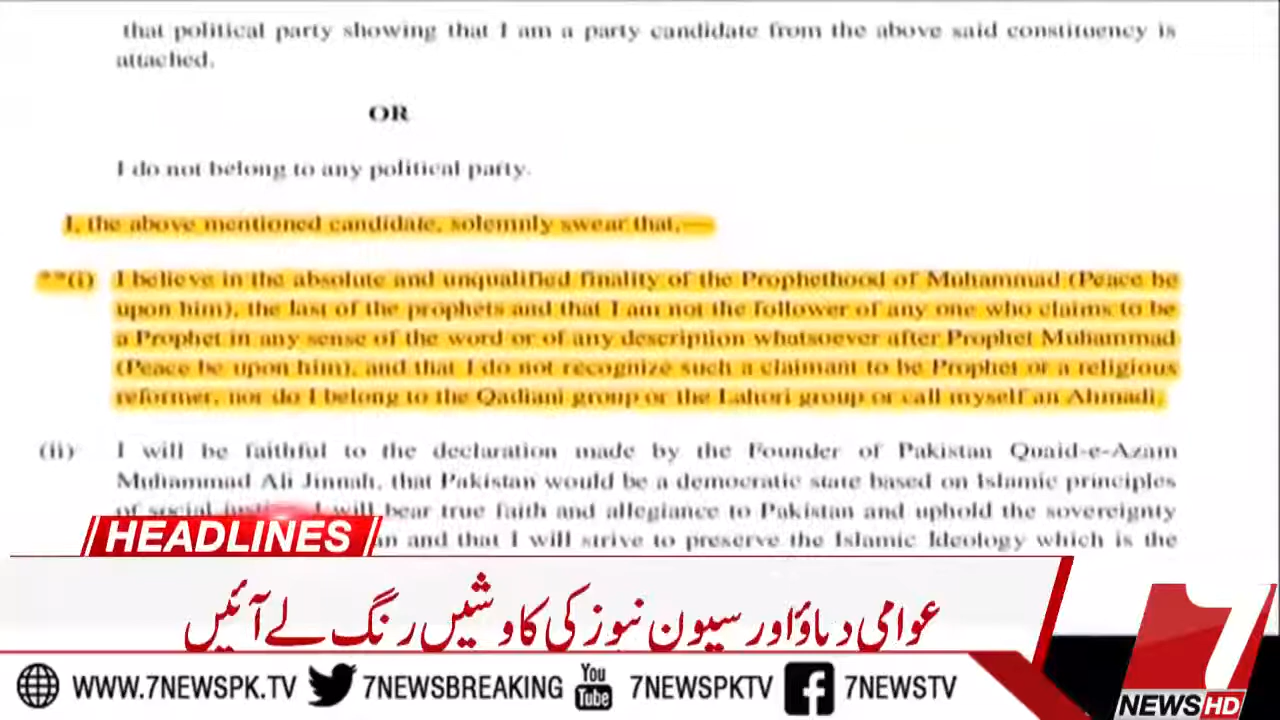 that political party showing that I am a party candidate from the above said constituency is
attached.
OR
I do not belong to any political party.
I, the above mentioned candidate, solemnly swear that,—
**(i) I believe in the absolute and unqualified finality of the Prophethood of Muhammad (Peace be
upon him), the last of the prophets and that I am not the follower of any one who claims to be
a Prophet in any sense of the word or of any description whatsoever after Prophet Muhammad
(Peace be upon him), and that I do not recognize such a claimant to be Prophet or a religious
reformer, nor do I belong to the Qadiani group or the Lahori group or call myself an Ahmadi.
(ii) I will be faithful to the declaration made by the Founder of Pakistan Quaid-e-Azam
Muhammad Ali Jinnah, that Pakistan would be a democratic state based on Islamic principles
of social justice. I will bear true faith and allegiance to Pakistan and uphold the sovereignty
an and that I will strive to preserve the Islamic Ideology which is the
HEADLINES
عوامی دباؤ اور سیون نیوز کی کاوشیں رنگ لے آئیں
7
NEWS HD
WWW.7NEWSPK.TV 7NEWSBREAKING You Tube 7NEWSPKTV f 7NEWSTV